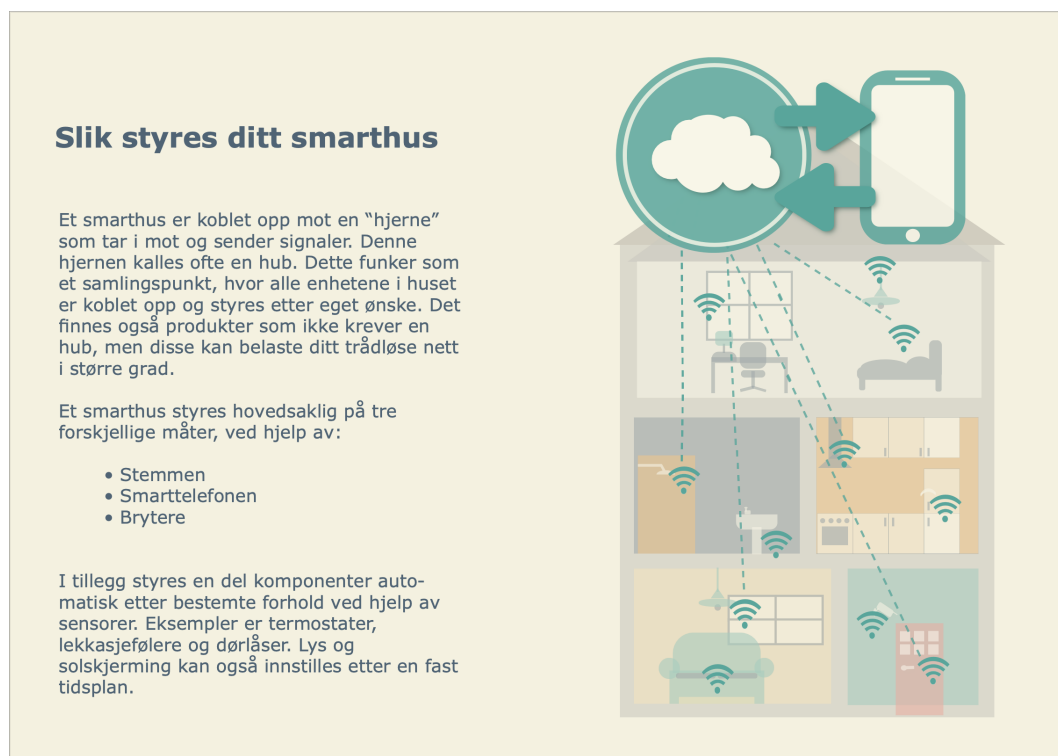 Slik styres ditt smarthus
Et smarthus er koblet opp mot en “hjerne”
som tar i mot og sender signaler. Denne
hjernen kalles ofte en hub. Dette funker som
et samlingspunkt, hvor alle enhetene i huset
er koblet opp og styres etter eget ønske. Det
finnes også produkter som ikke krever en
hub, men disse kan belaste ditt trådløse nett
i større grad.
Et smarthus styres hovedsaklig på tre
forskjellige måter, ved hjelp av:
• Stemmen
• Smarttelefonen
• Brytere
I tillegg styres en del komponenter auto-
matisk etter bestemte forhold ved hjelp av
sensorer. Eksempler er termostater,
lekkasjefølere og dørlåser. Lys og
solskjerming kan også innstilles etter en fast
tidsplan.